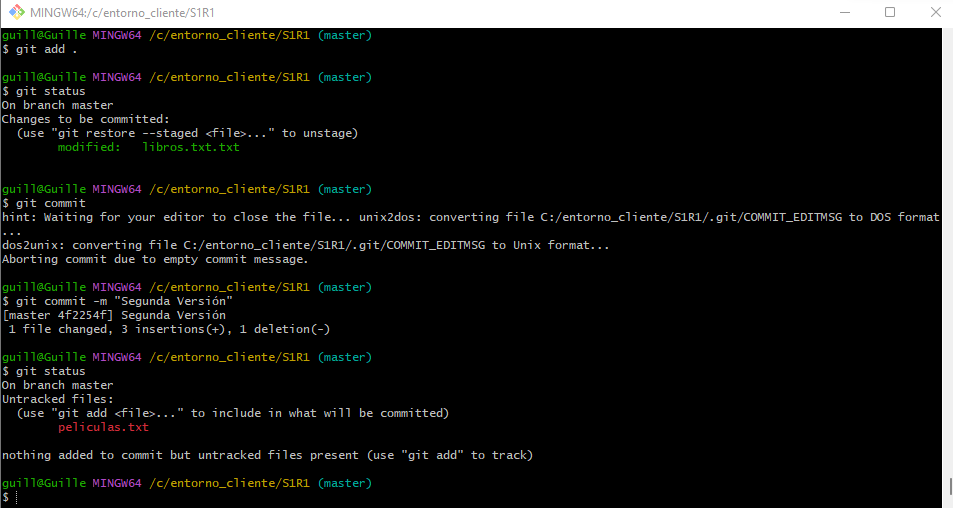 MINGW64:/c/entorno_cliente/S1R1
guill@Guille MINGW64 /c/entorno_cliente/S1R1 (master)
$ git add .
guill@Guille MINGW64 /c/entorno_cliente/S1R1 (master)
$ git status
On branch master
Changes to be committed:
  (use "git restore --staged <file>..." to unstage)
        modified:   libros.txt.txt
guill@Guille MINGW64 /c/entorno_cliente/S1R1 (master)
$ git commit
hint: Waiting for your editor to close the file... unix2dos: converting file C:/entorno_cliente/S1R1/.git/COMMIT_EDITMSG to DOS format
...
dos2unix: converting file C:/entorno_cliente/S1R1/.git/COMMIT_EDITMSG to Unix format...
Aborting commit due to empty commit message.
guill@Guille MINGW64 /c/entorno_cliente/S1R1 (master)
$ git commit -m "Segunda Versión"
[master 4f2254f] Segunda Versión
 1 file changed, 3 insertions(+), 1 deletion(-)
guill@Guille MINGW64 /c/entorno_cliente/S1R1 (master)
$ git status
On branch master
Untracked files:
  (use "git add <file>..." to include in what will be committed)
        peliculas.txt
nothing added to commit but untracked files present (use "git add" to track)
guill@Guille MINGW64 /c/entorno_cliente/S1R1 (master)
$